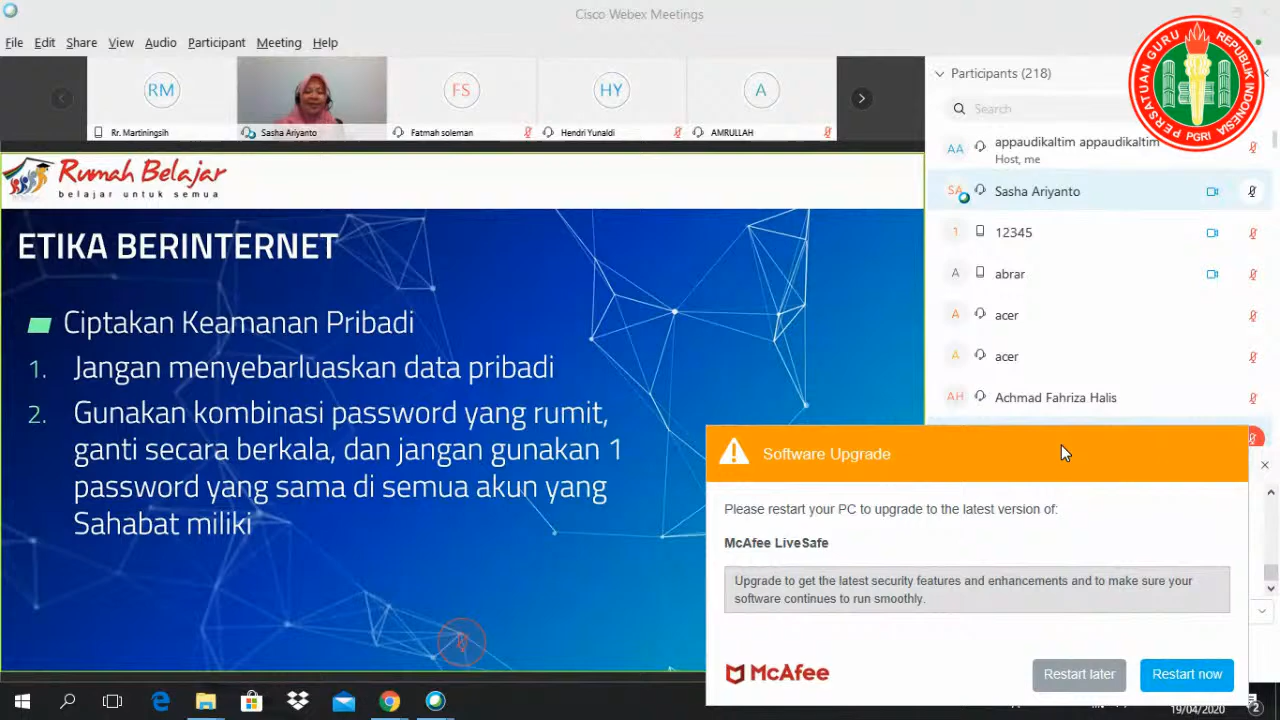 Cisco Webex Meetings
File Edit Share View Audio Participant Meeting Help
RM
FS
HY
A
Rr. Martiningsih
Sasha Ariyanto
Fatmah soleman
Hendri Yunaldi
AMRULLAH
Participants (218)
Search
AA
appaudikaltim appaudikaltim
Host, me
SA
Sasha Ariyanto
1
12345
A
abrar
A
acer
A
acer
AH
Achmad Fahriza Halis
PERSATUAN GURU REPUBLIK INDONESIA
PGRI
Rumah Belajar
belajar untuk semua
ETIKA BERINTERNET
Ciptakan Keamanan Pribadi
1. Jangan menyebarluaskan data pribadi
2. Gunakan kombinasi password yang rumit,
ganti secara berkala, dan jangan gunakan 1
password yang sama di semua akun yang
Sahabat miliki
Software Upgrade
Please restart your PC to upgrade to the latest version of:
McAfee LiveSafe
Upgrade to get the latest security features and enhancements and to make sure your
software continues to run smoothly.
McAfee
Restart later
Restart now
19/04/2020
2